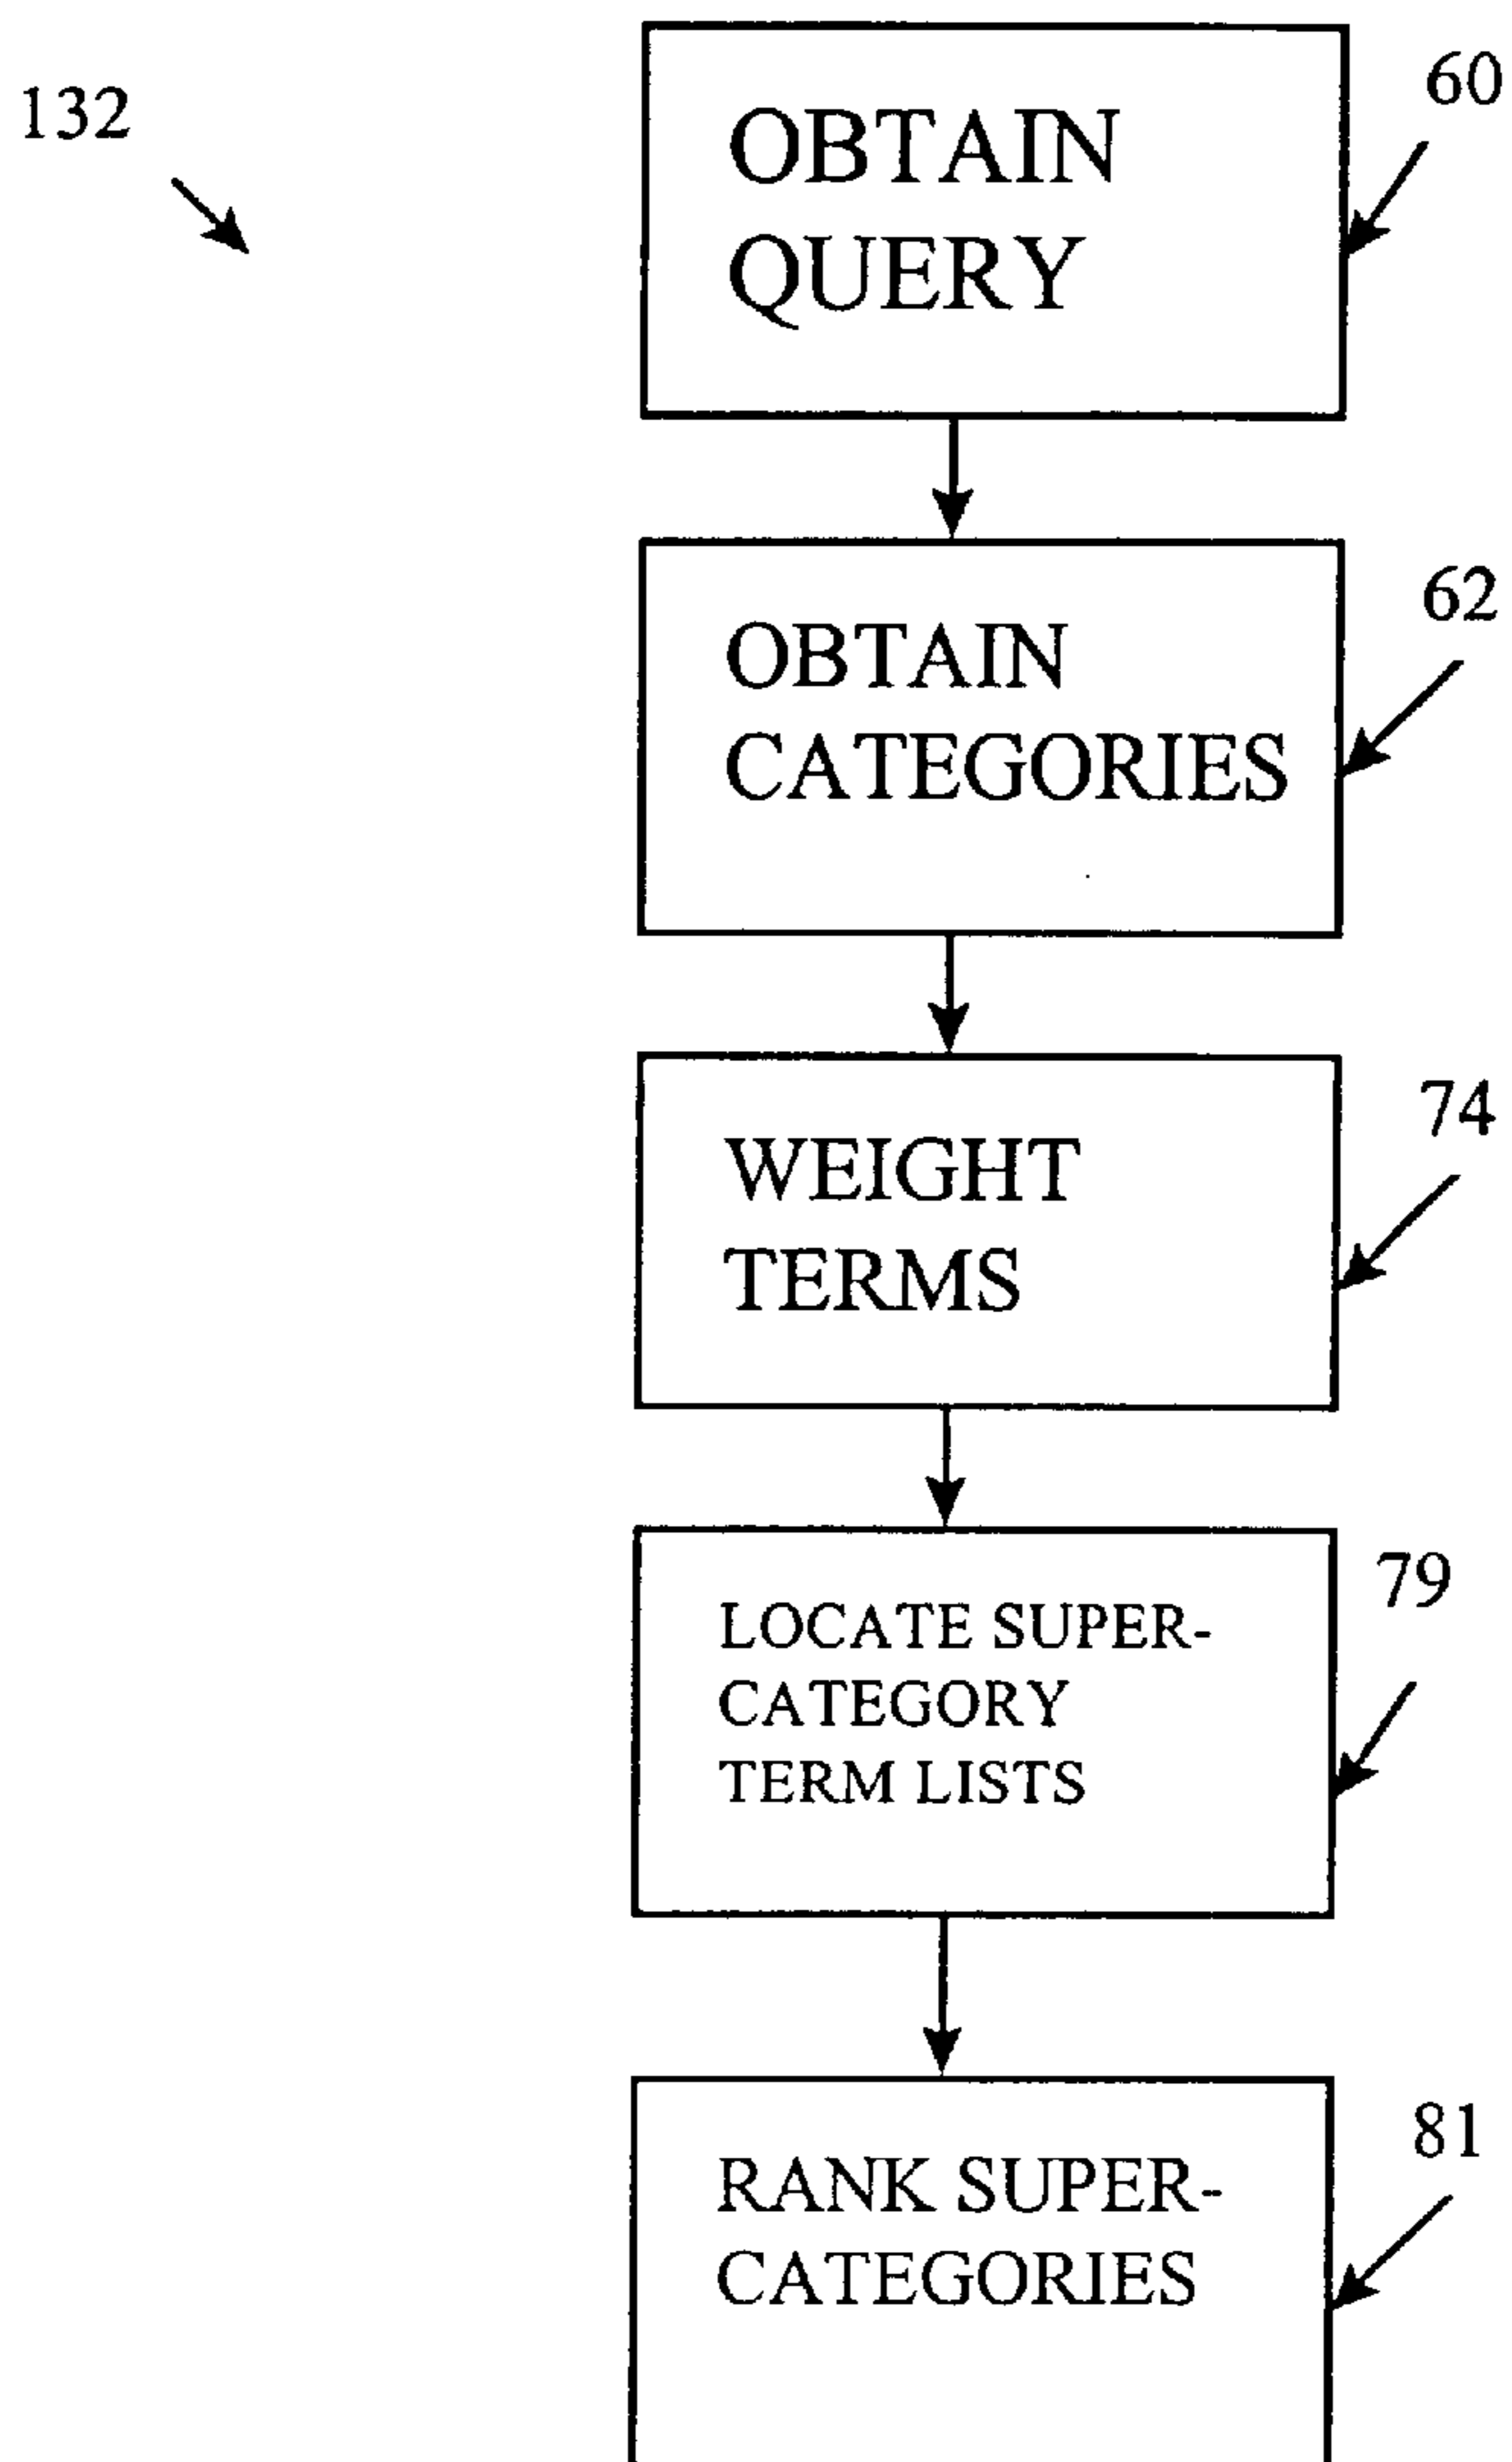 132
60
OBTAIN
QUERY
62
OBTAIN
CATEGORIES
74
WEIGHT
TERMS
79
LOCATE SUPER-
CATEGORY
TERM LISTS
81
RANK SUPER-
CATEGORIES